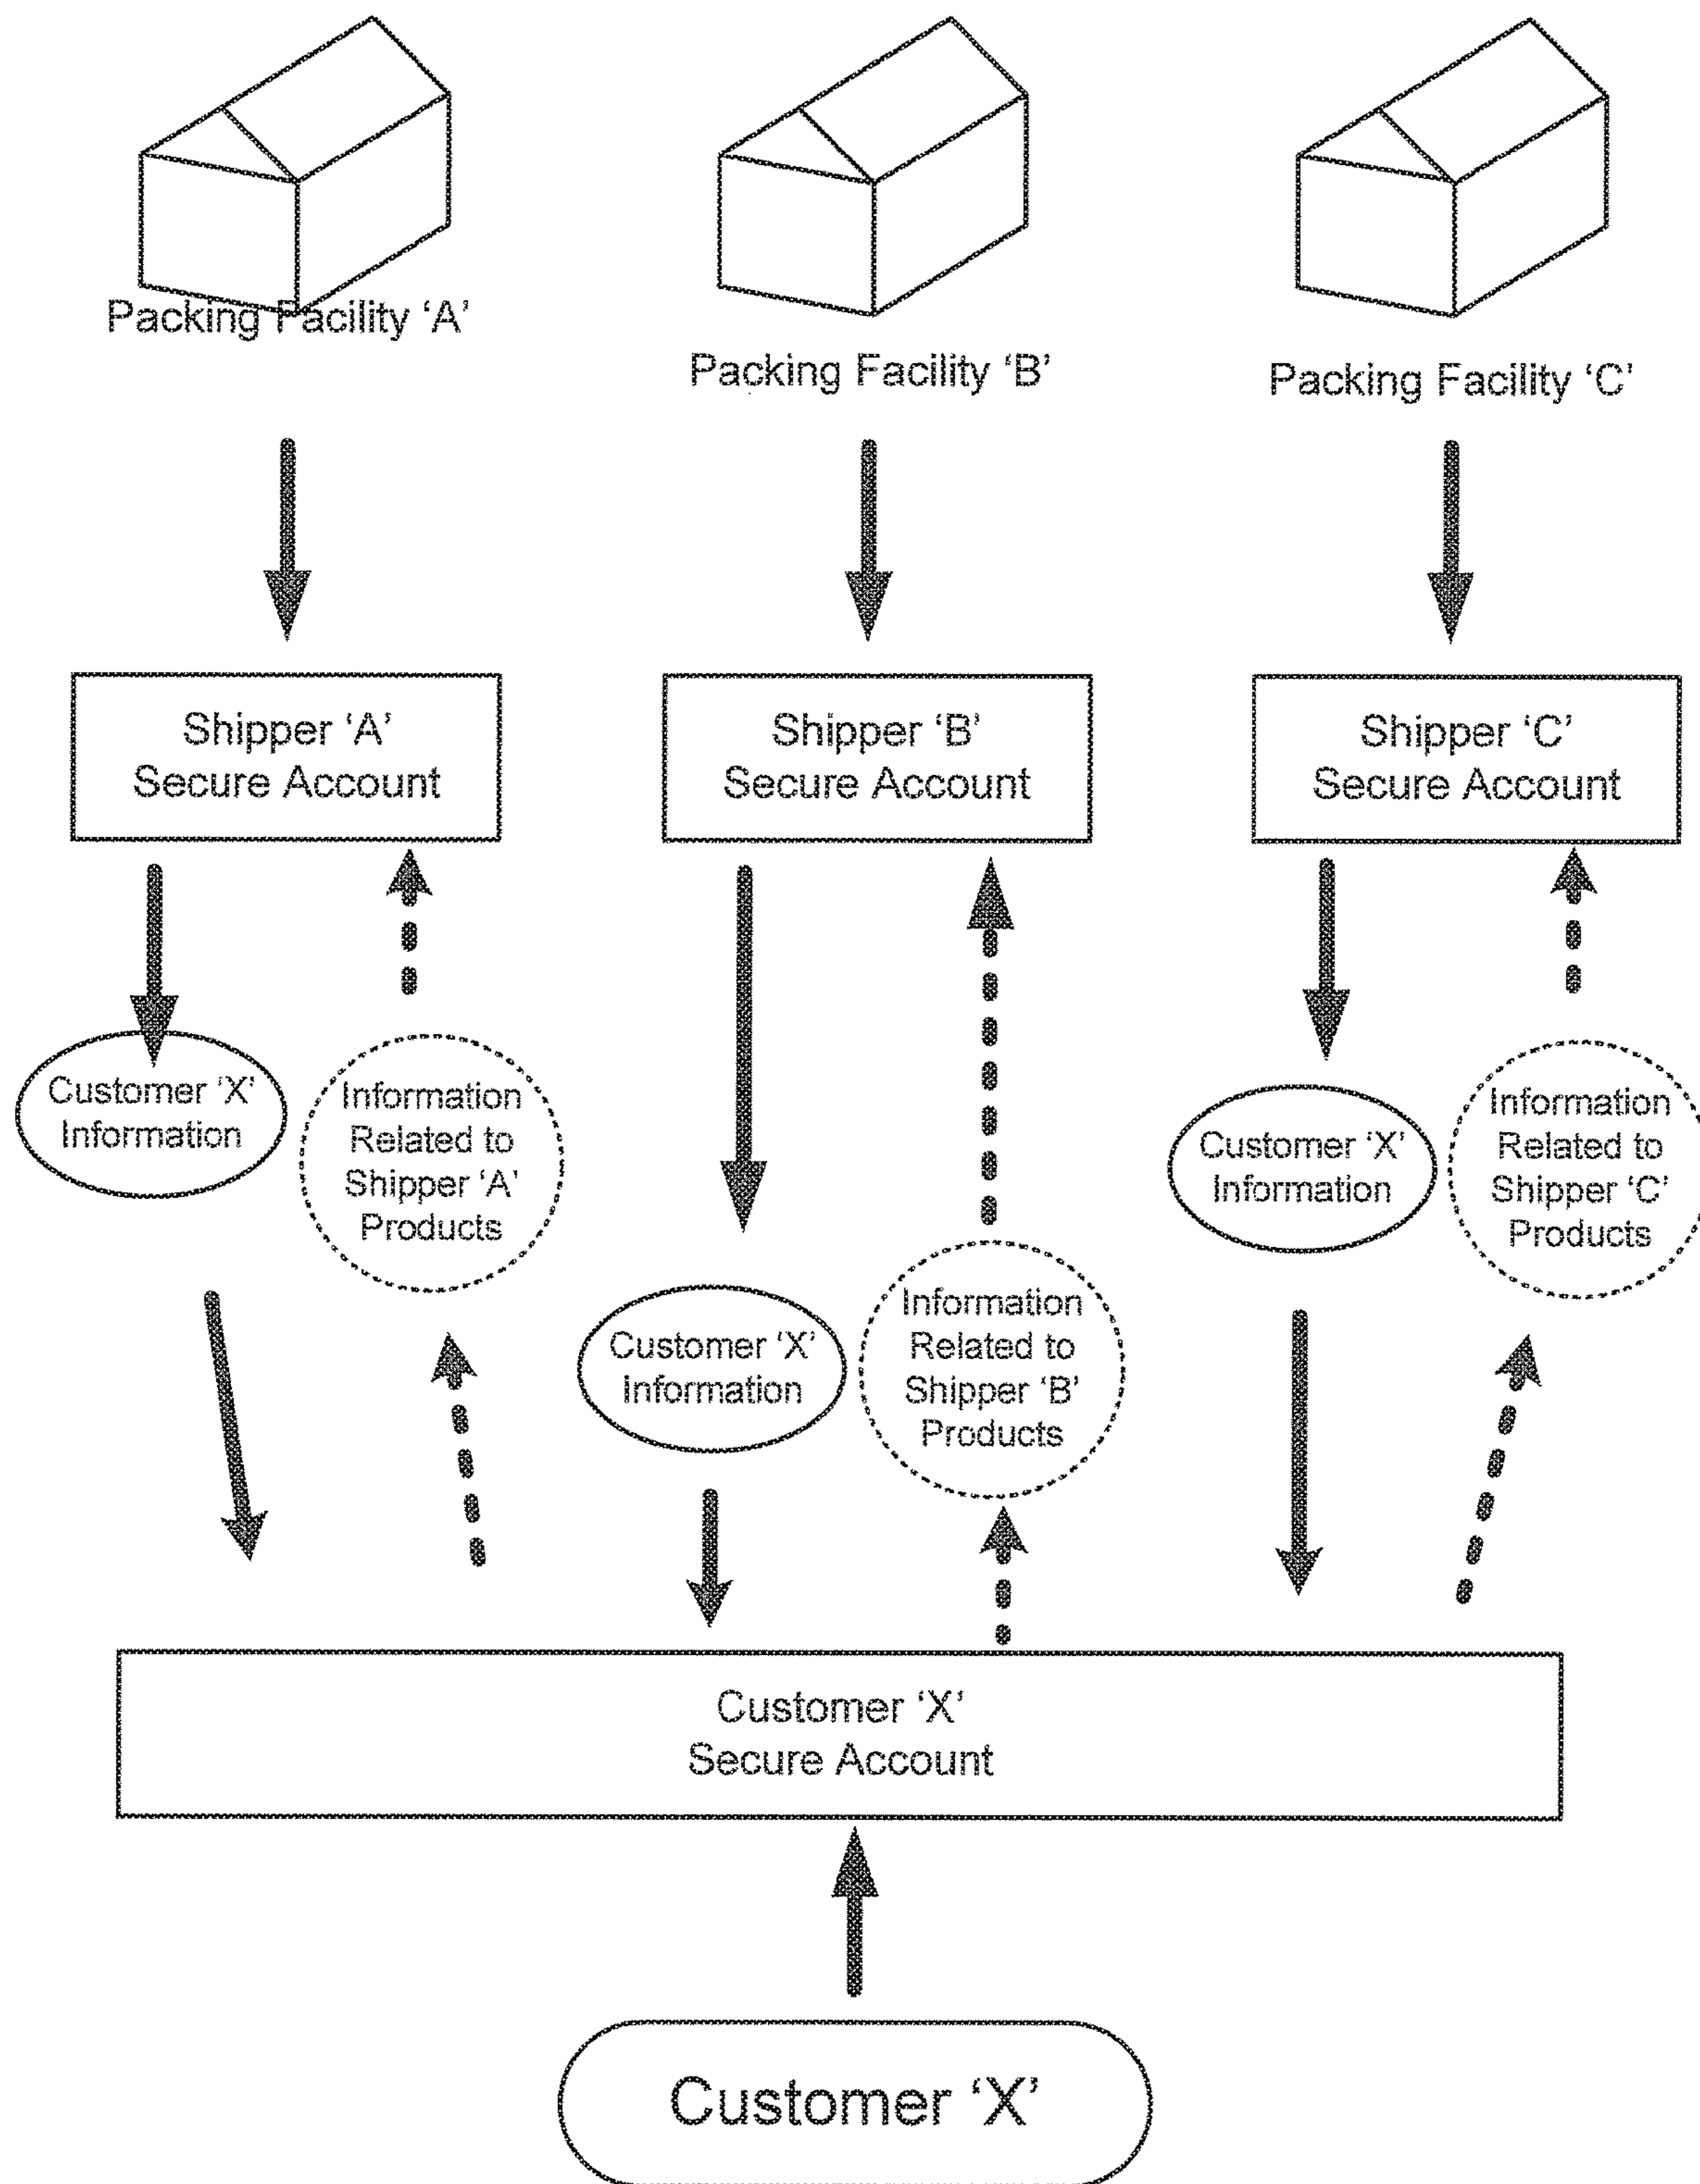 Packing Facility ‘A’
Packing Facility ‘B’
Packing Facility ‘C’
Shipper ‘A’
Secure Account
Shipper ‘B’
Secure Account
Shipper ‘C’
Secure Account
Customer ‘X’
Information
Information
Related to
Shipper ‘A’
Products
Customer ‘X’
Information
Information
Related to
Shipper ‘B’
Products
Customer ‘X’
Information
Information
Related to
Shipper ‘C’
Products
Customer ‘X’
Secure Account
Customer ‘X’